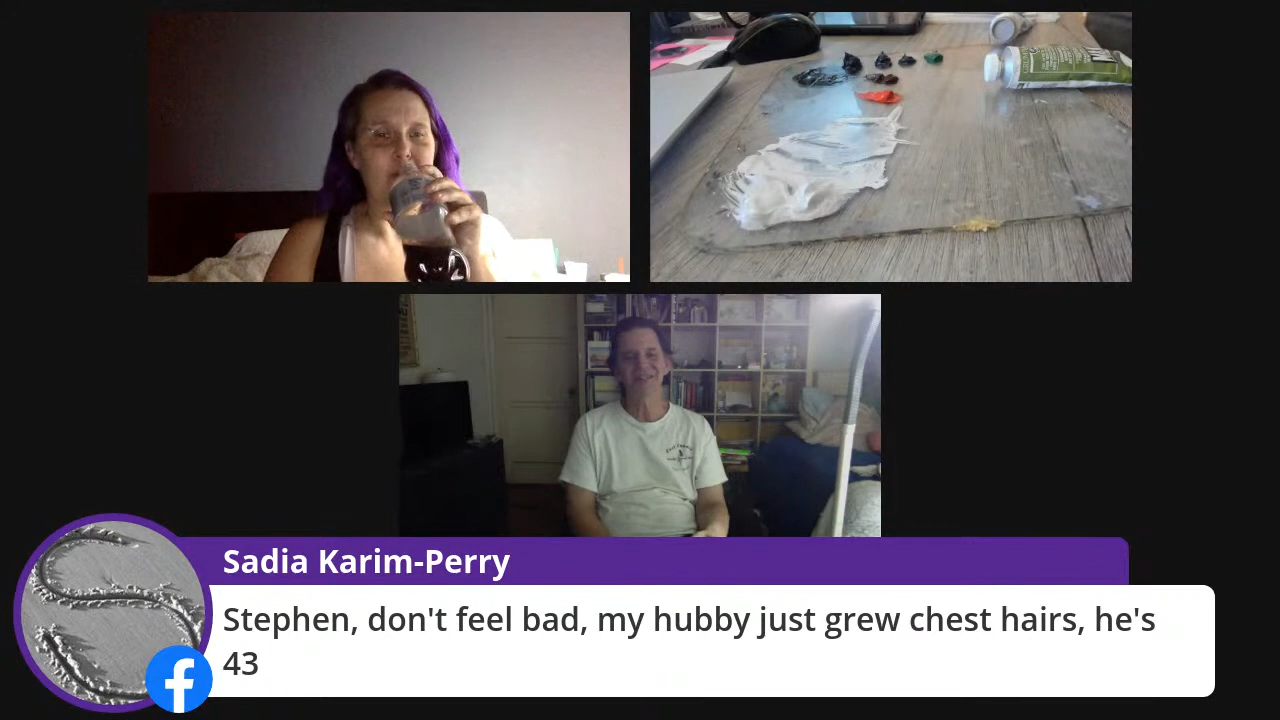 Sadia Karim-Perry
Stephen, don't feel bad, my hubby just grew chest hairs, he's
43